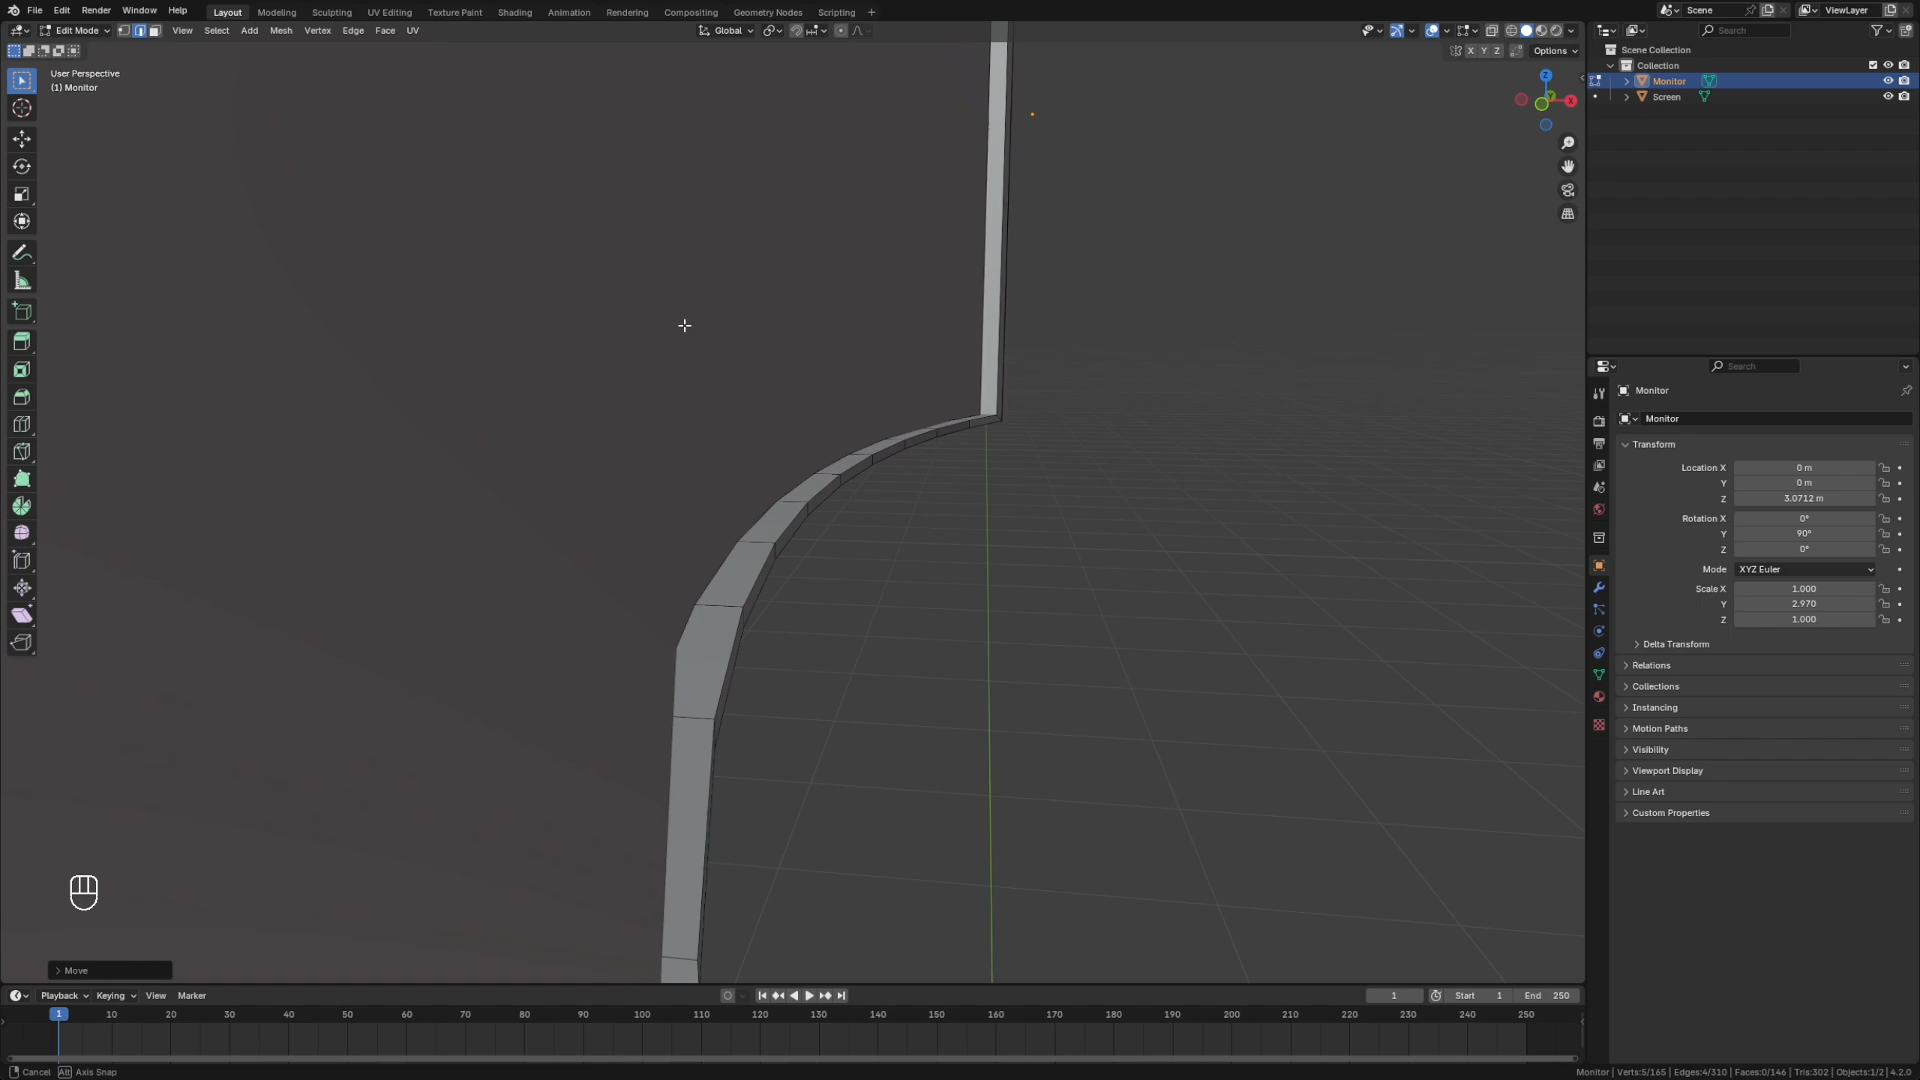 File Edit Render Window Help Layout Modeling Sculpting UV Editing Texture Paint Shading Animation Rendering Compositing Geometry Nodes Scripting + Scene ViewLayer
Edit Mode View Select Add Mesh Vertex Edge Face UV Global Search
X Y Z Options
User Perspective
(1) Monitor
Scene Collection
Collection
Monitor
Screen
Z
X
Search
Monitor
Monitor
Transform
Location X 0 m
Y 0 m
Z 3.0712 m
Rotation X 0°
Y 90°
Z 0°
Mode XYZ Euler
Scale X 1.000
Y 2.970
Z 1.000
Delta Transform
Relations
Collections
Instancing
Motion Paths
Visibility
Viewport Display
Line Art
Custom Properties
Move
Playback Keying View Marker 1 Start 1 End 250
1 10 20 30 40 50 60 70 80 90 100 110 120 130 140 150 160 170 180 190 200 210 220 230 240 250
Cancel Alt Axis Snap Monitor | Verts:5/165 | Edges:4/310 | Faces:0/146 | Tris:302 | Objects:1/2 | 4.2.0